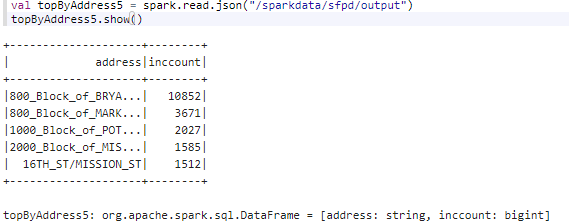 val topByAddress5 = spark.read.json("/sparkdata/sfpd/output")
topByAddress5.show()
+--------------------+--------+
|             address|inccount|
+--------------------+--------+
|800_Block_of_BRYA...|   10852|
|800_Block_of_MARK...|    3671|
|1000_Block_of_POT...|    2027|
|2000_Block_of_MIS...|    1585|
|  16TH_ST/MISSION_ST|    1512|
+--------------------+--------+
topByAddress5: org.apache.spark.sql.DataFrame = [address: string, inccount: bigint]